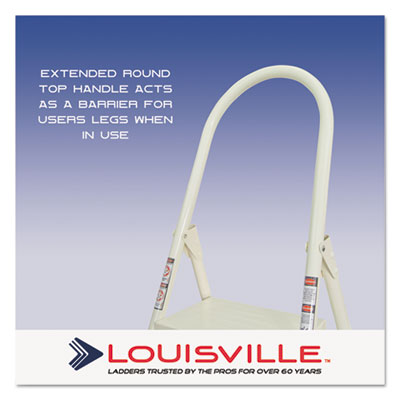 EXTENDED ROUND
TOP HANDLE ACTS
AS A BARRIER FOR
USERS LEGS WHEN
IN USE
LOUISVILLE™
LADDERS TRUSTED BY THE PROS FOR OVER 60 YEARS